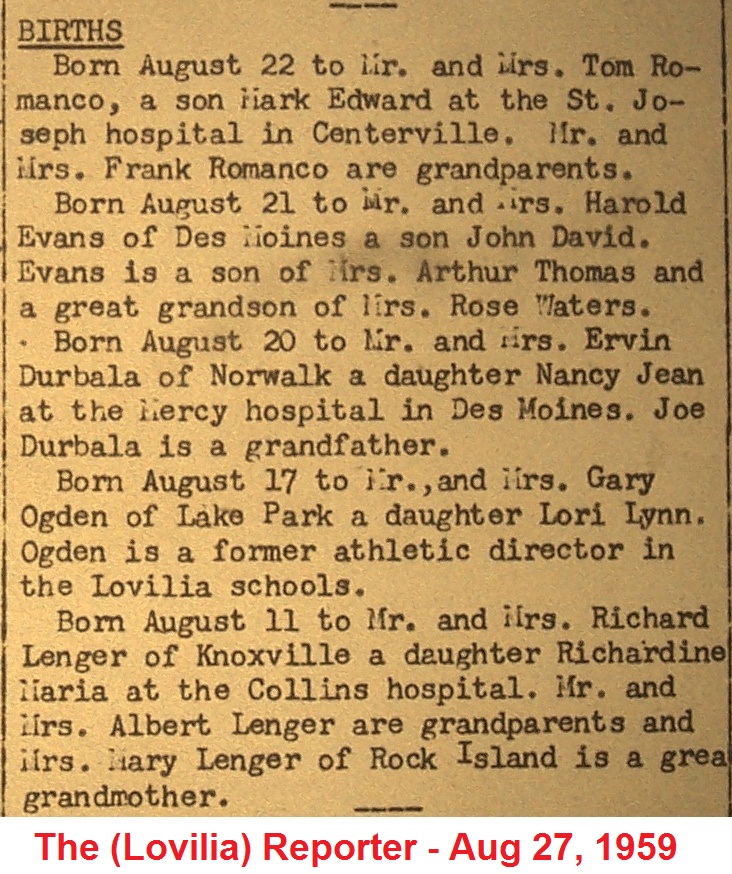 BIRTHS
Born August 22 to Mr. and Mrs. Tom Ro-
manco, a son Mark Edward at the St. Jo-
seph hospital in Centerville. Mr. and
Mrs. Frank Romanco are grandparents.
Born August 21 to Mr. and Mrs. Harold
Evans of Des Moines a son John David.
Evans is a son of Mrs. Arthur Thomas and
a great grandson of Mrs. Rose Waters.
Born August 20 to Mr. and Mrs. Ervin
Durbala of Norwalk a daughter Nancy Jean
at the Mercy hospital in Des Moines. Joe
Durbala is a grandfather.
Born August 17 to Mr.,and Mrs. Gary
Ogden of Lake Park a daughter Lori Lynn.
Ogden is a former athletic director in
the Lovilia schools.
Born August 11 to Mr. and Mrs. Richard
Lenger of Knoxville a daughter Richardine
Maria at the Collins hospital. Mr. and
Mrs. Albert Lenger are grandparents and
Mrs. Mary Lenger of Rock Island is a grea
grandmother.
The (Lovilia) Reporter - Aug 27, 1959